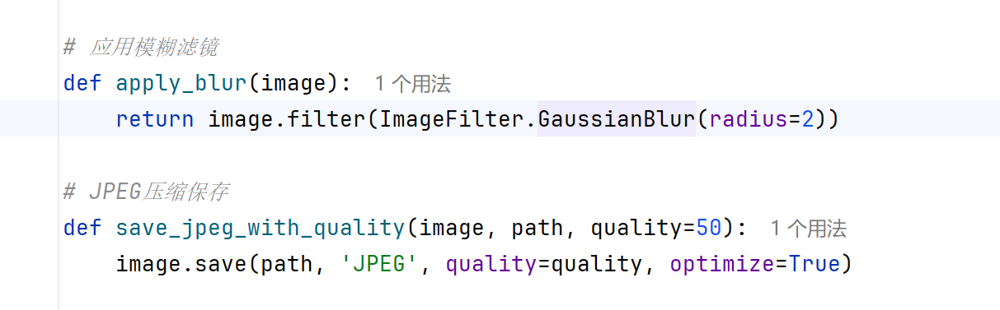 # 应用模糊滤镜
def apply_blur(image): 1 个用法
    return image.filter(ImageFilter.GaussianBlur(radius=2))
# JPEG压缩保存
def save_jpeg_with_quality(image, path, quality=50): 1 个用法
    image.save(path, 'JPEG', quality=quality, optimize=True)